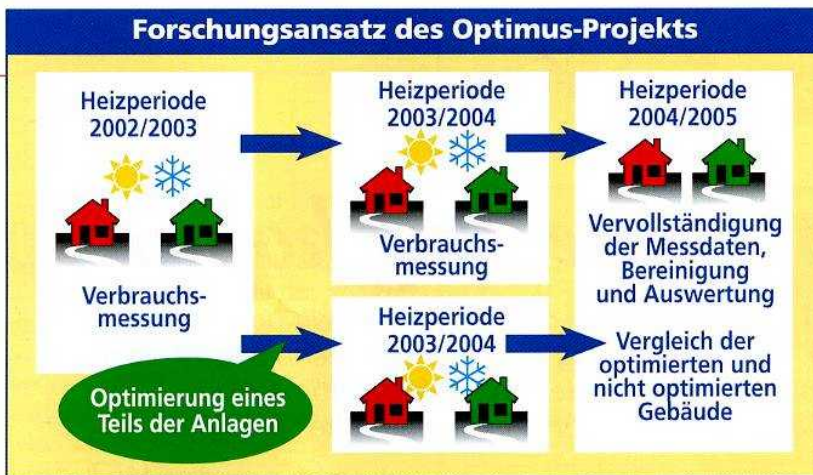 Forschungsansatz des Optimus-Projekts
Heizperiode
2002/2003
Verbrauchs-
messung
Optimierung eines
Teils der Anlagen
Heizperiode
2003/2004
Verbrauchs-
messung
Heizperiode
2003/2004
Heizperiode
2004/2005
Vervollständigung
der Messdaten,
Bereinigung
und Auswertung
Vergleich der
optimierten und
nicht optimierten
Gebäude